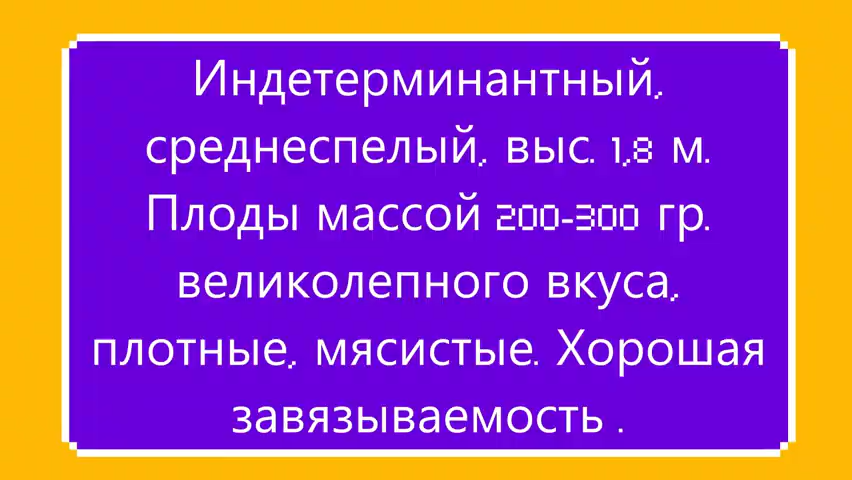 Индетерминантный,
среднеспелый, выс. 1,8 м.
Плоды массой 200-300 гр.
великолепного вкуса,
плотные, мясистые. Хорошая
завязываемость .